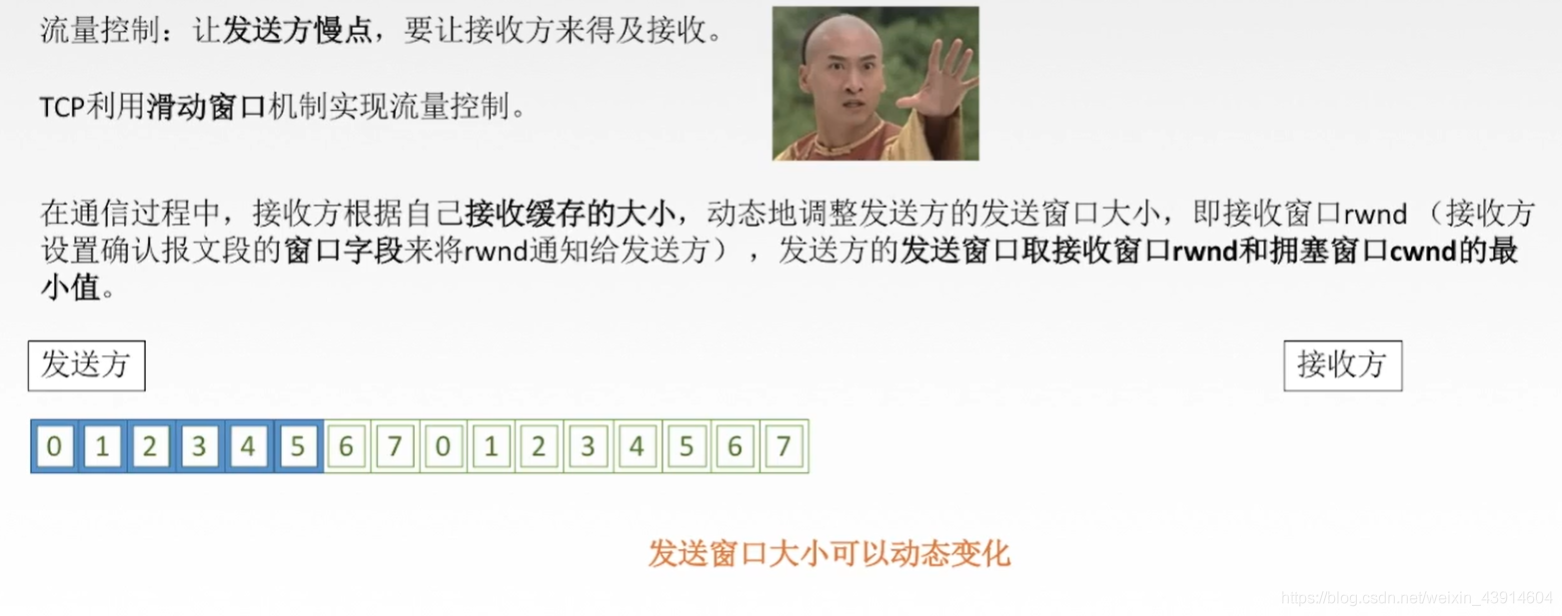 流量控制：让发送方慢点，要让接收方来得及接收。
TCP利用滑动窗口机制实现流量控制。
在通信过程中，接收方根据自己接收缓存的大小，动态地调整发送方的发送窗口大小，即接收窗口rwnd（接收方
设置确认报文段的窗口字段来将rwnd通知给发送方），发送方的发送窗口取接收窗口rwnd和拥塞窗口cwnd的最
小值。
发送方 接收方
0 1 2 3 4 5 6 7 0 1 2 3 4 5 6 7
发送窗口大小可以动态变化
https://blog.csdn.net/weixin_43914604